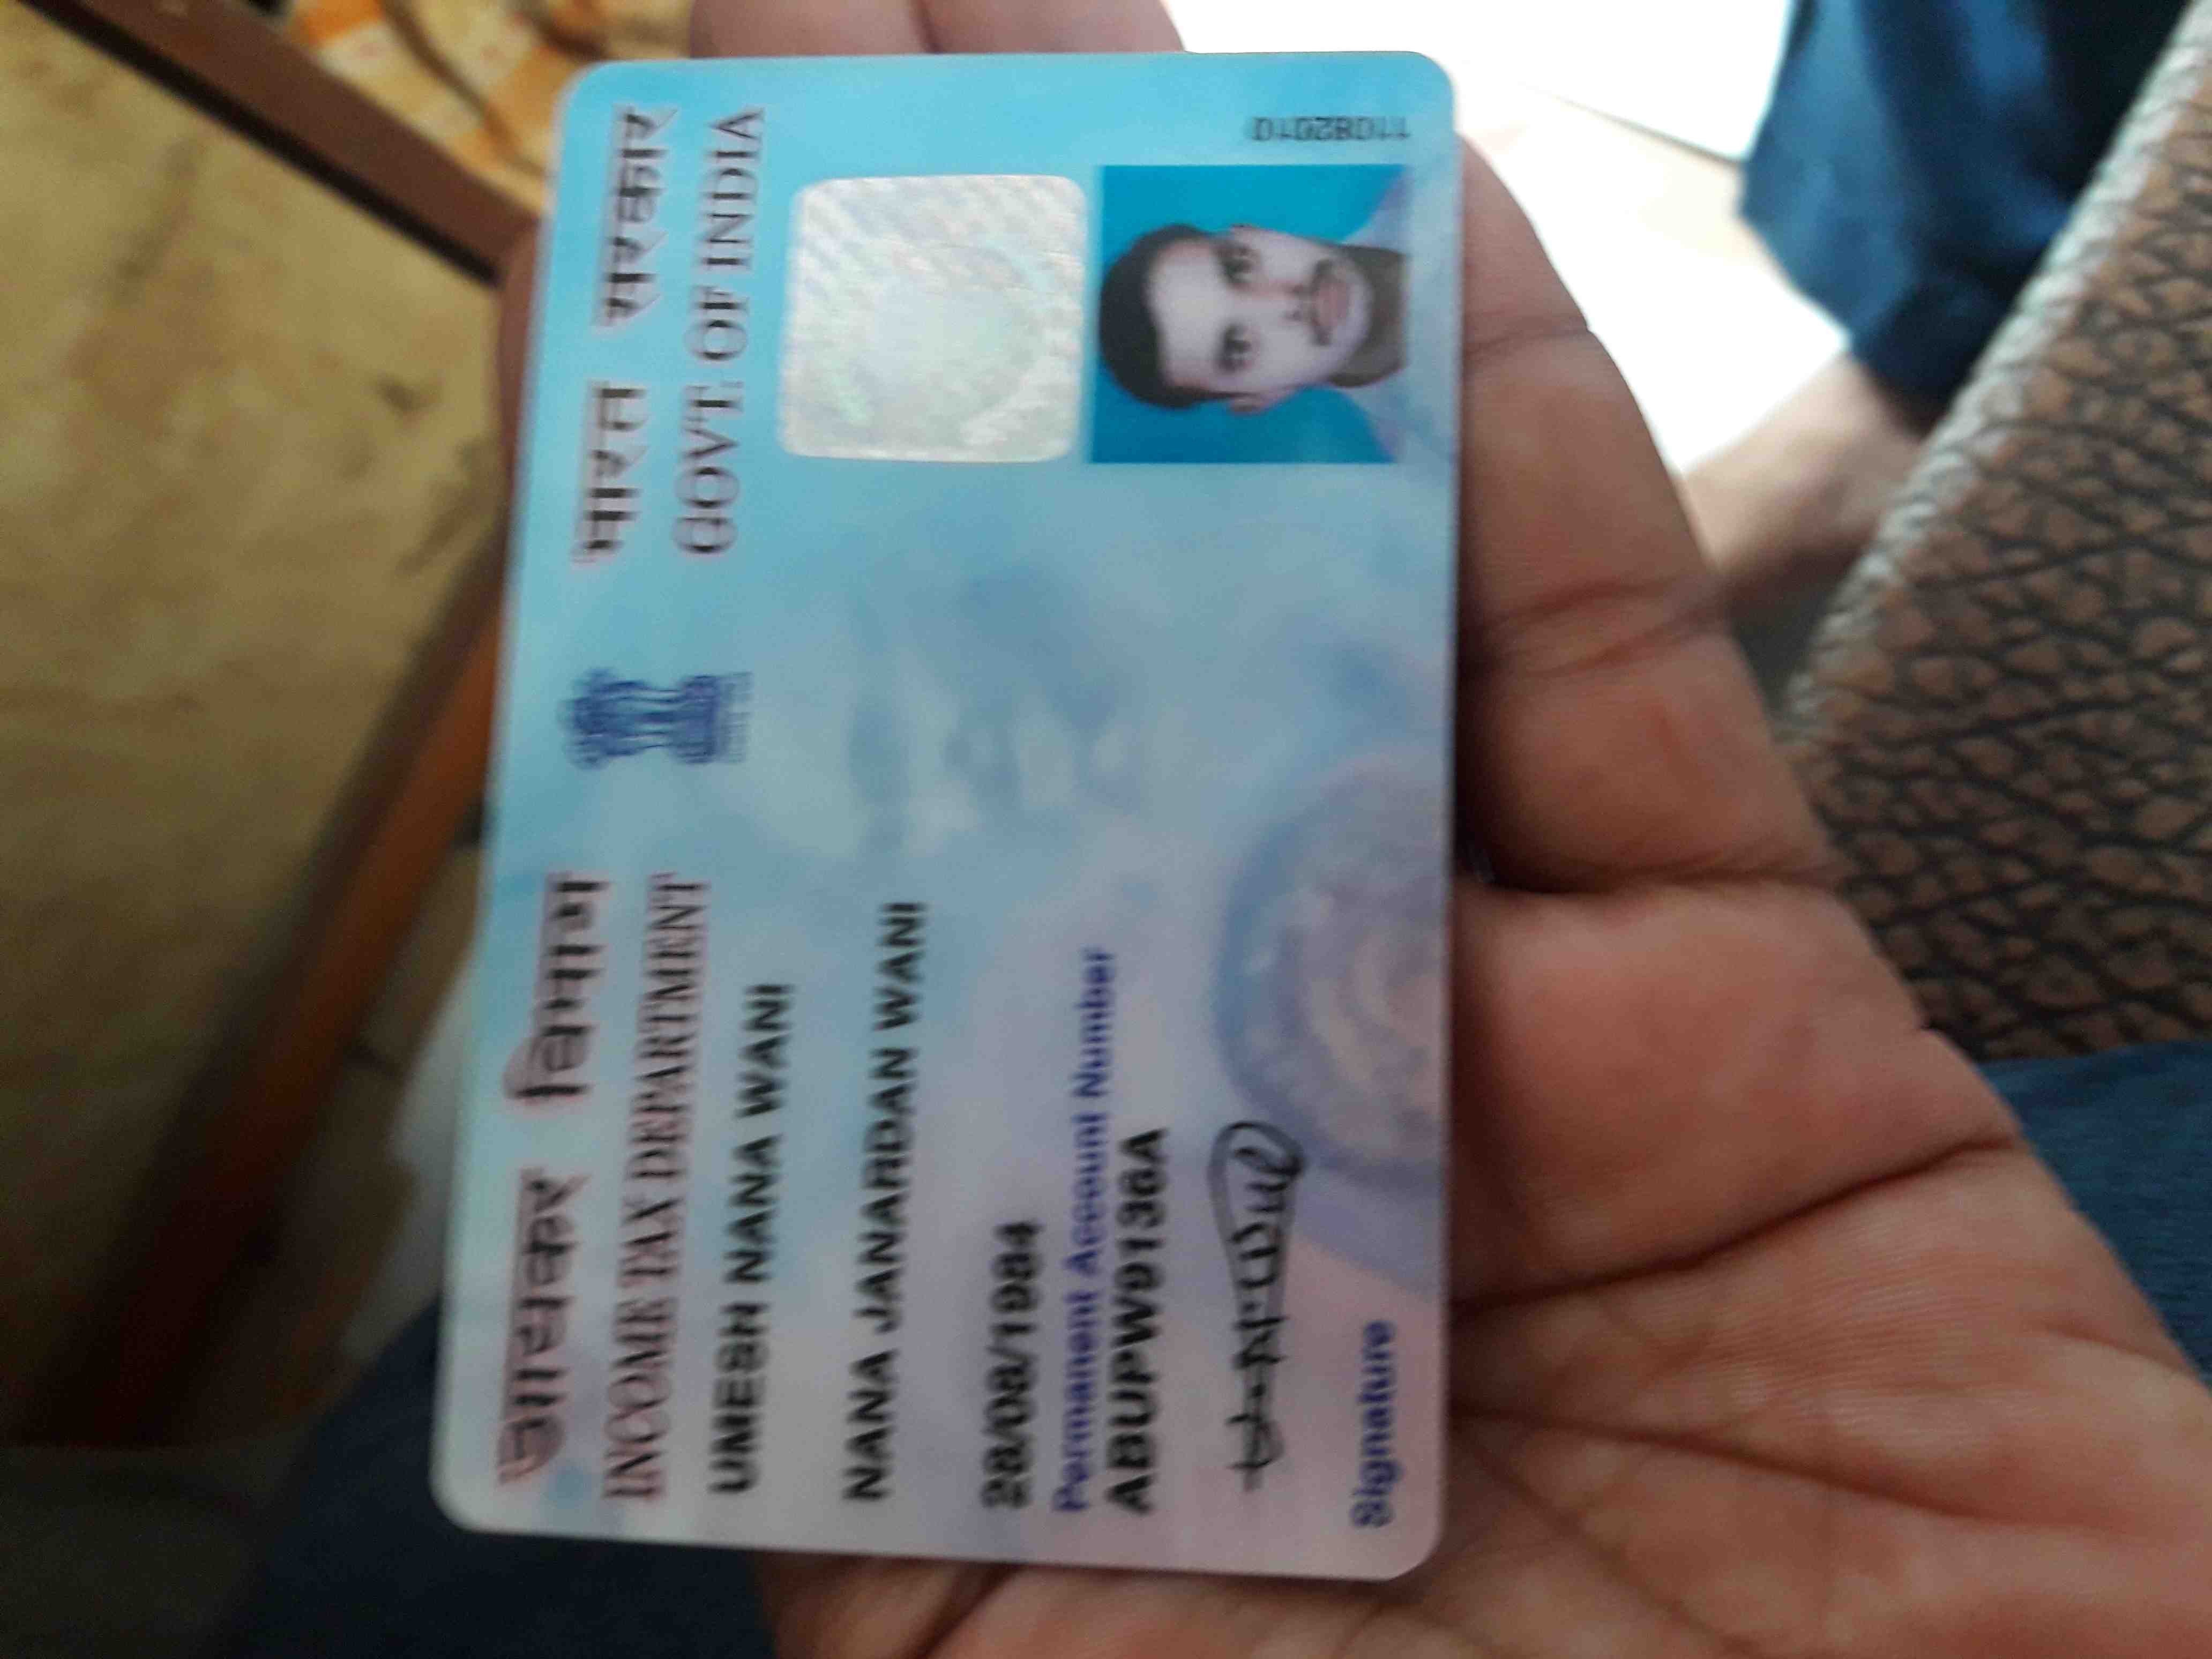 आयकर विभाग
INCOME TAX DEPARTMENT
भारत सरकार
GOVT. OF INDIA
UMESH NANA WANI
NANA JANARDAN WANI
28/08/1984
Permanent Account Number
ABUPW9136A
Signature
11082010